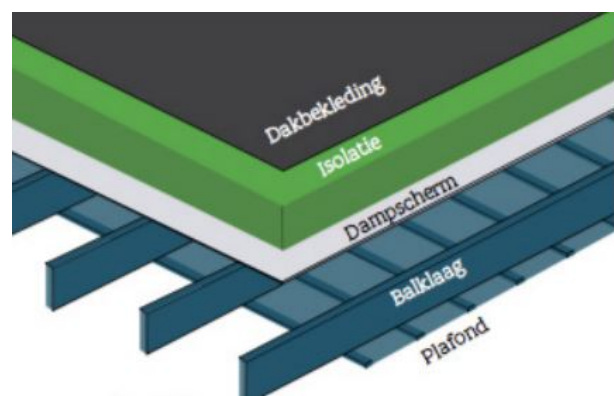 Dakbekleding
Isolatie
Dampscherm
Balklaag
Plafond